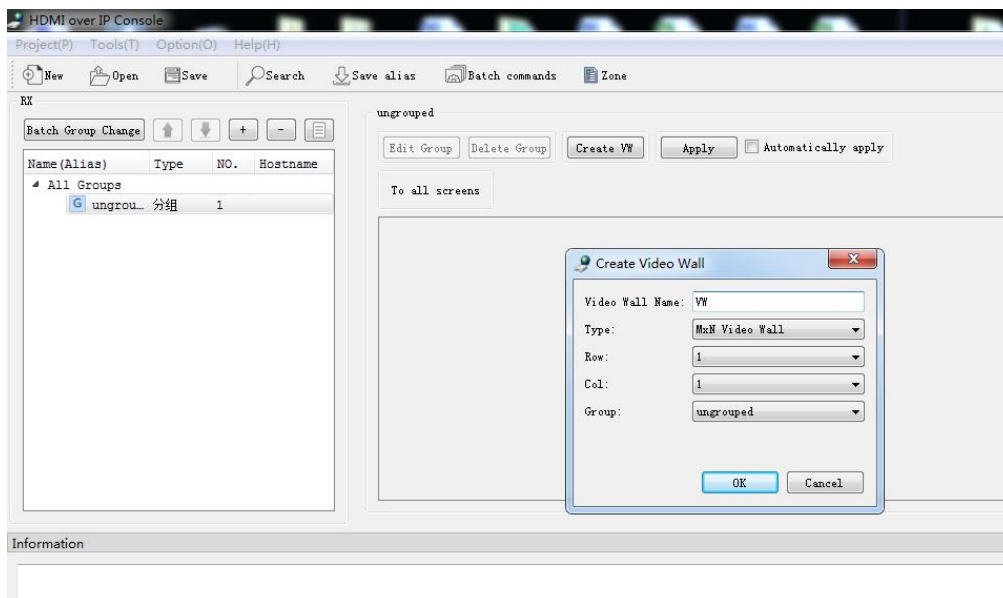 HDMI over IP Console
Project(P) Tools(T) Option(O) Help(H)
New Open Save Search Save alias Batch commands Zone
RX
Batch Group Change + -
Name(Alias) Type NO. Hostname
All Groups
G ungrou... 分组 1
ungrouped
Edit Group Delete Group Create VW Apply Automatically apply
To all screens
Create Video Wall
Video Wall Name: VW
Type: MxN Video Wall
Row: 1
Col: 1
Group: ungrouped
OK Cancel
Information